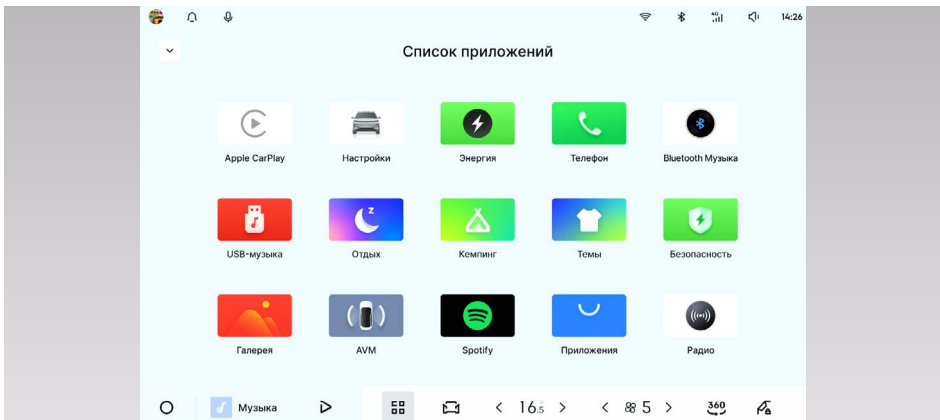 4G
14:26
Список приложений
Apple CarPlay
Настройки
Энергия
Телефон
Bluetooth Музыка
USB-музыка
Отдых
Кемпинг
Темы
Безопасность
Галерея
AVM
Spotify
Приложения
Радио
Музыка
16.5
5
360